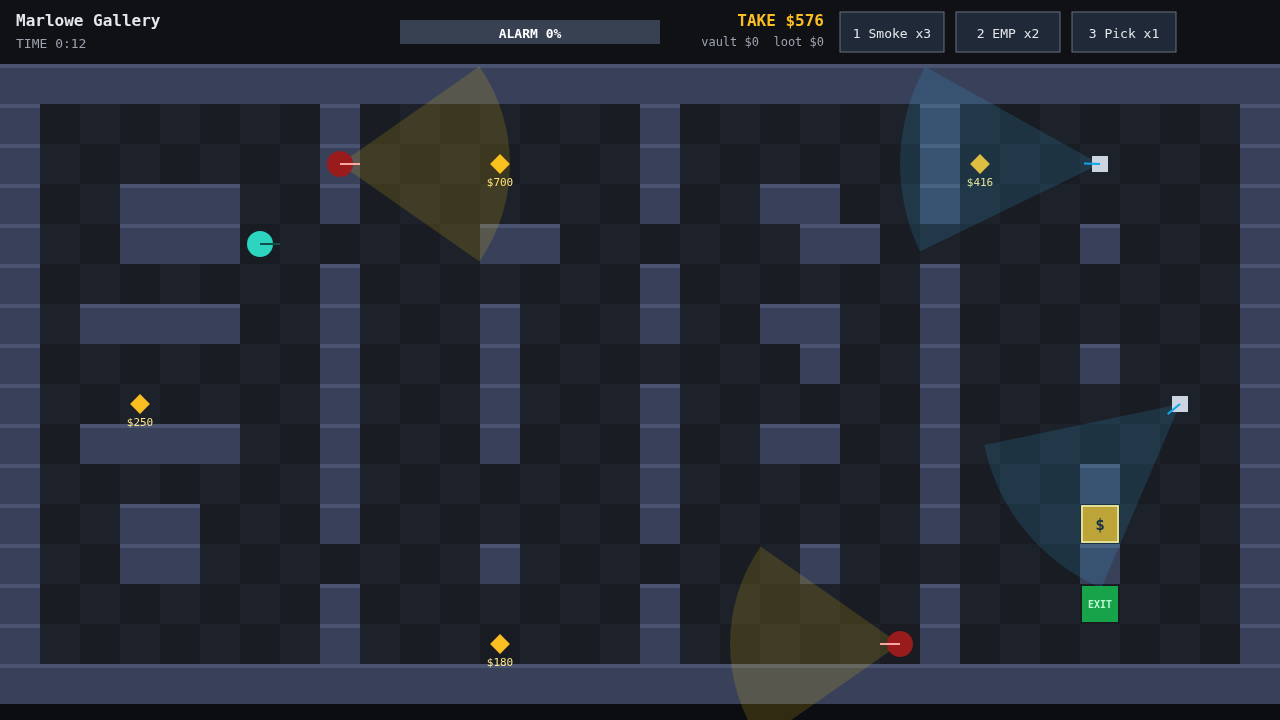 Marlowe Gallery
TIME 0:12
ALARM 0%
TAKE $576
vault $0 loot $0
1 Smoke x3
2 EMP x2
3 Pick x1
$700
$416
$250
$
EXIT
$180